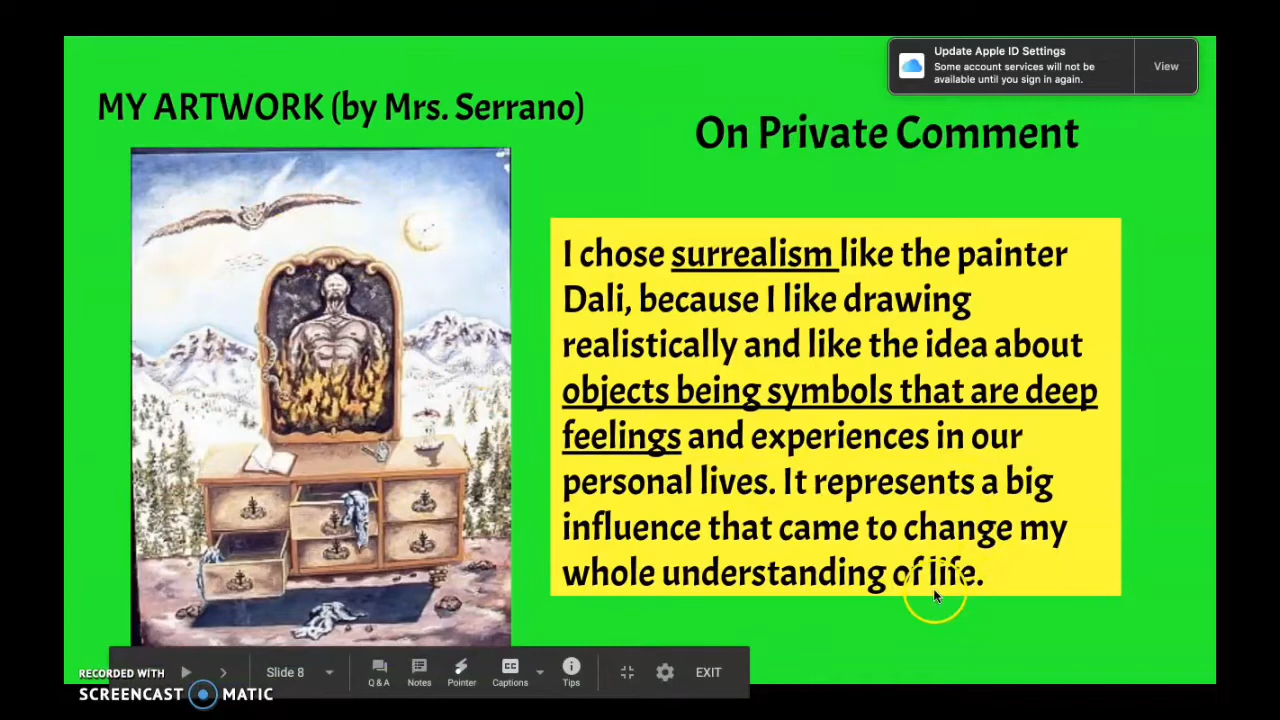 Update Apple ID Settings
Some account services will not be
available until you sign in again.
View
MY ARTWORK (by Mrs. Serrano)
On Private Comment
I chose surrealism like the painter
Dali, because I like drawing
realistically and like the idea about
objects being symbols that are deep
feelings and experiences in our
personal lives. It represents a big
influence that came to change my
whole understanding of life.
Slide 8
Q & A
Notes
Pointer
CC
Captions
Tips
EXIT
RECORDED WITH
SCREENCAST MATIC